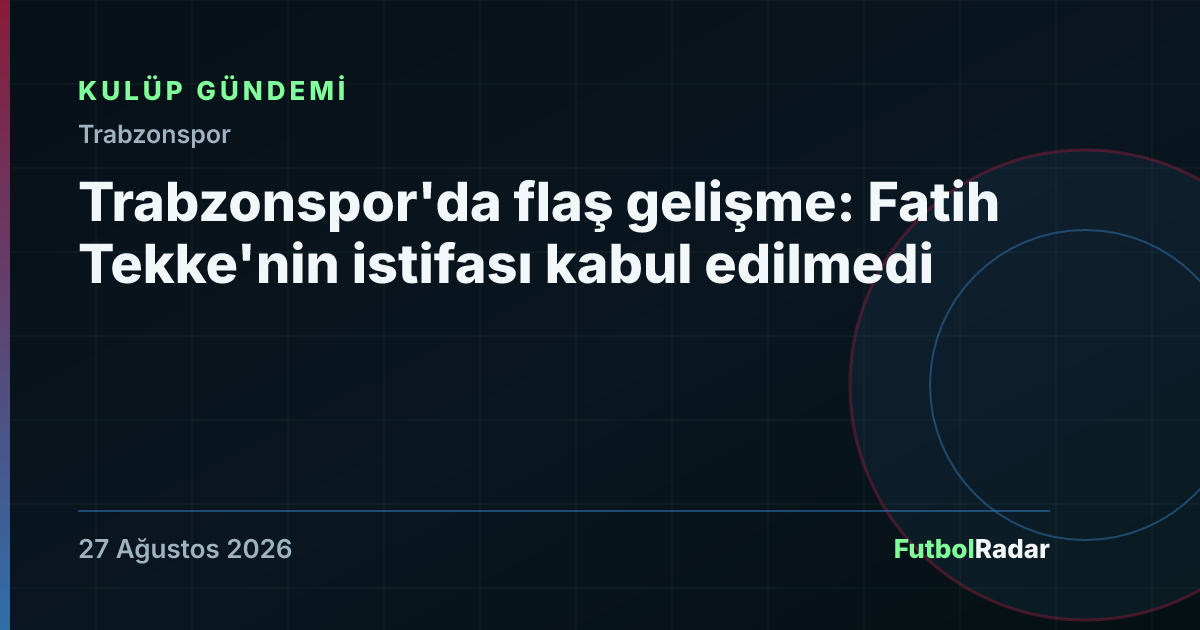 KULÜP GÜNDEMİ
Trabzonspor
Trabzonspor'da flaş gelişme: Fatih
Tekke'nin istifası kabul edilmedi
27 Ağustos 2026
FutbolRadar